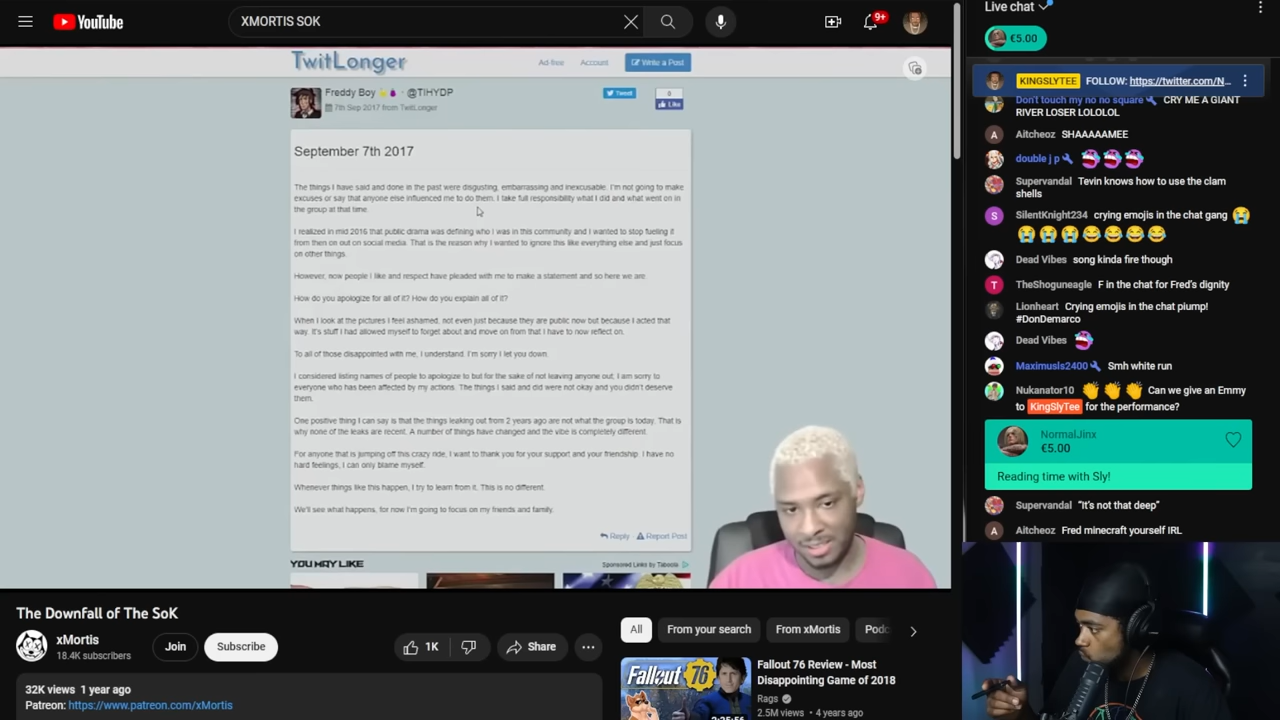 YouTube
XMORTIS SOK
9+
TwitLonger
Ad-free
Account
Write a Post
Freddy Boy · @TIHYDP
7th Sep 2017 from TwitLonger
Tweet
0
Like
September 7th 2017
The things I have said and done in the past were disgusting, embarrassing and inexcusable. I'm not going to make
excuses or say that anyone else influenced me to do them. I take full responsibility what I did and what went on in
the group at that time.
I realized in mid 2016 that public drama was defining who I was in this community and I wanted to stop fueling it
from then on out on social media. That is the reason why I wanted to ignore this like everything else and just focus
on other things.
However, now people I like and respect have pleaded with me to make a statement and so here we are
How do you apologize for all of it? How do you explain all of it?
When I look at the pictures I feel ashamed, not even just because they are public now but because I acted that
way. It's stuff I had allowed myself to forget about and move on from that I have to now reflect on.
To all of those disappointed with me, I understand. I'm sorry I let you down.
I considered listing names of people to apologize to but for the sake of not leaving anyone out, I am sorry to
everyone who has been affected by my actions. The things I said and did were not okay and you didn't deserve
them.
One positive thing I can say is that the things leaking out from 2 years ago are not what the group is today. That is
why none of the leaks are recent. A number of things have changed and the vibe is completely different.
For anyone that is jumping off this crazy ride, I want to thank you for your support and your friendship. I have no
hard feelings, I can only blame myself.
Whenever things like this happen, I try to learn from it. This is no different.
We'll see what happens, for now I'm going to focus on my friends and family.
Reply
Report Post
YOU MAY LIKE
Sponsored Links by Taboola
The Downfall of The SoK
xMortis
18.4K subscribers
Join
Subscribe
1K
Share
32K views 1 year ago
Patreon: https://www.patreon.com/xMortis
All
From your search
From xMortis
Podc
Fallout 76
Fallout 76 Review - Most
Disappointing Game of 2018
Rags
2.5M views • 4 years ago
2:25:56
Live chat
€5.00
KINGSLYTEE FOLLOW: https://twitter.com/N...
Don't touch my no no square CRY ME A GIANT
RIVER LOSER LOLOLOL
Aitcheoz SHAAAAAMEE
double j p
Supervandal Tevin knows how to use the clam
shells
S SilentKnight234 crying emojis in the chat gang 😭
😭😭😭😂😂😂😂
Dead Vibes song kinda fire though
T TheShoguneagle F in the chat for Fred's dignity
Lionheart Crying emojis in the chat piump!
#DonDemarco
Dead Vibes
Maximusls2400 Smh white run
Nukanator10 👏👏👏 Can we give an Emmy
to KingSlyTee for the performance?
NormalJinx
€5.00
Reading time with Sly!
Supervandal "It's not that deep"
A Aitcheoz Fred minecraft yourself IRL